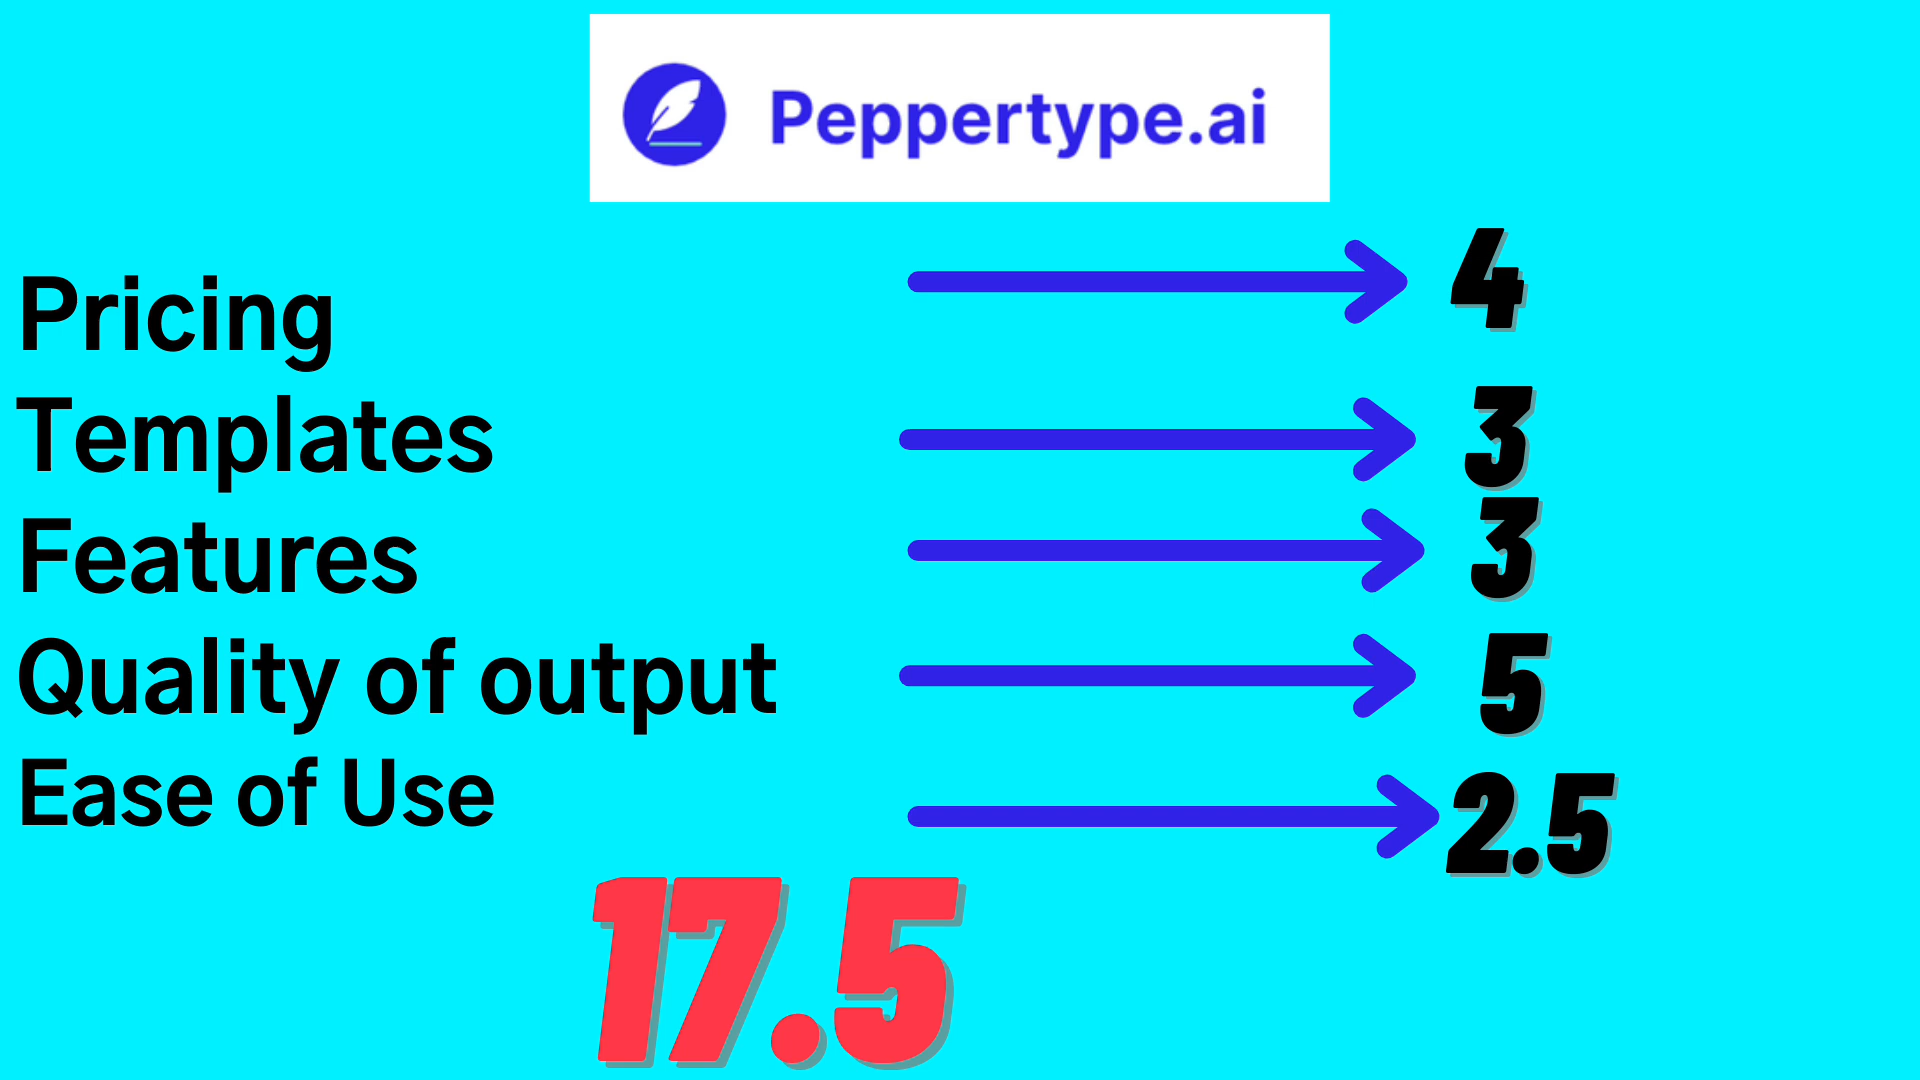 Peppertype.ai
Pricing 4
Templates 3
Features 3
Quality of output 5
Ease of Use 2.5
17.5